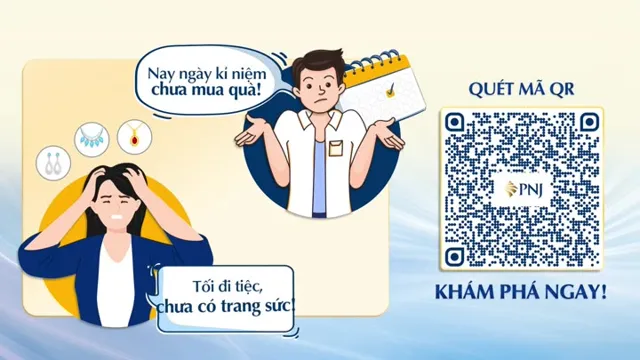 Nay ngày kỉ niệm
chưa mua quà!
Tối đi tiệc,
chưa có trang sức!
QUÉT MÃ QR
PNJ
KHÁM PHÁ NGAY!